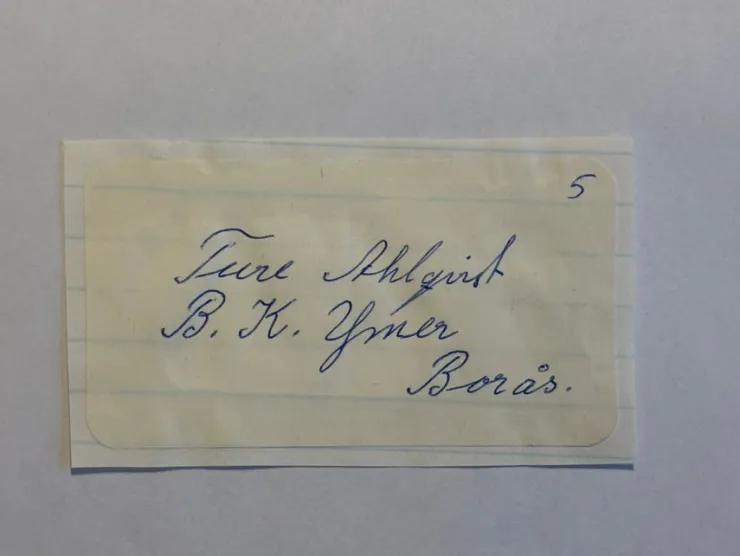 5
Ture Ahlqvist
B. K. Ymer
Borås.